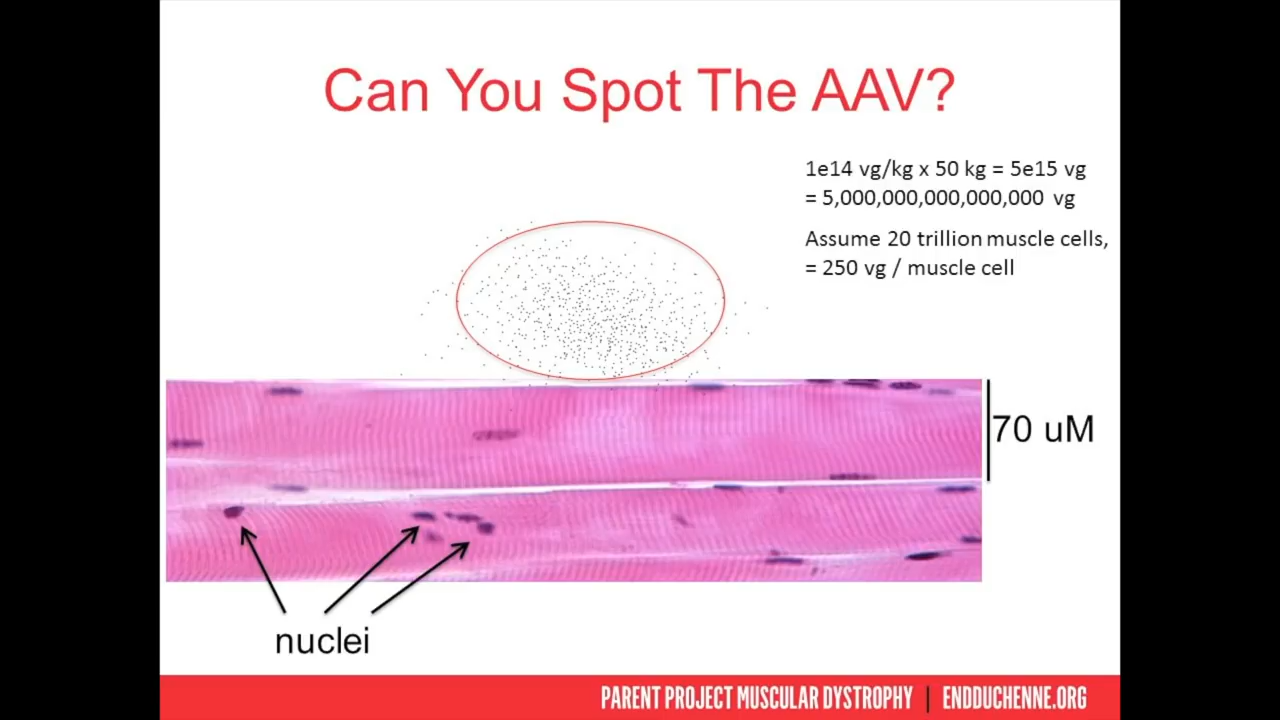 Can You Spot The AAV?
1e14 vg/kg x 50 kg = 5e15 vg
= 5,000,000,000,000,000 vg
Assume 20 trillion muscle cells,
= 250 vg / muscle cell
70 uM
nuclei
PARENT PROJECT MUSCULAR DYSTROPHY | ENDDUCHENNE.ORG